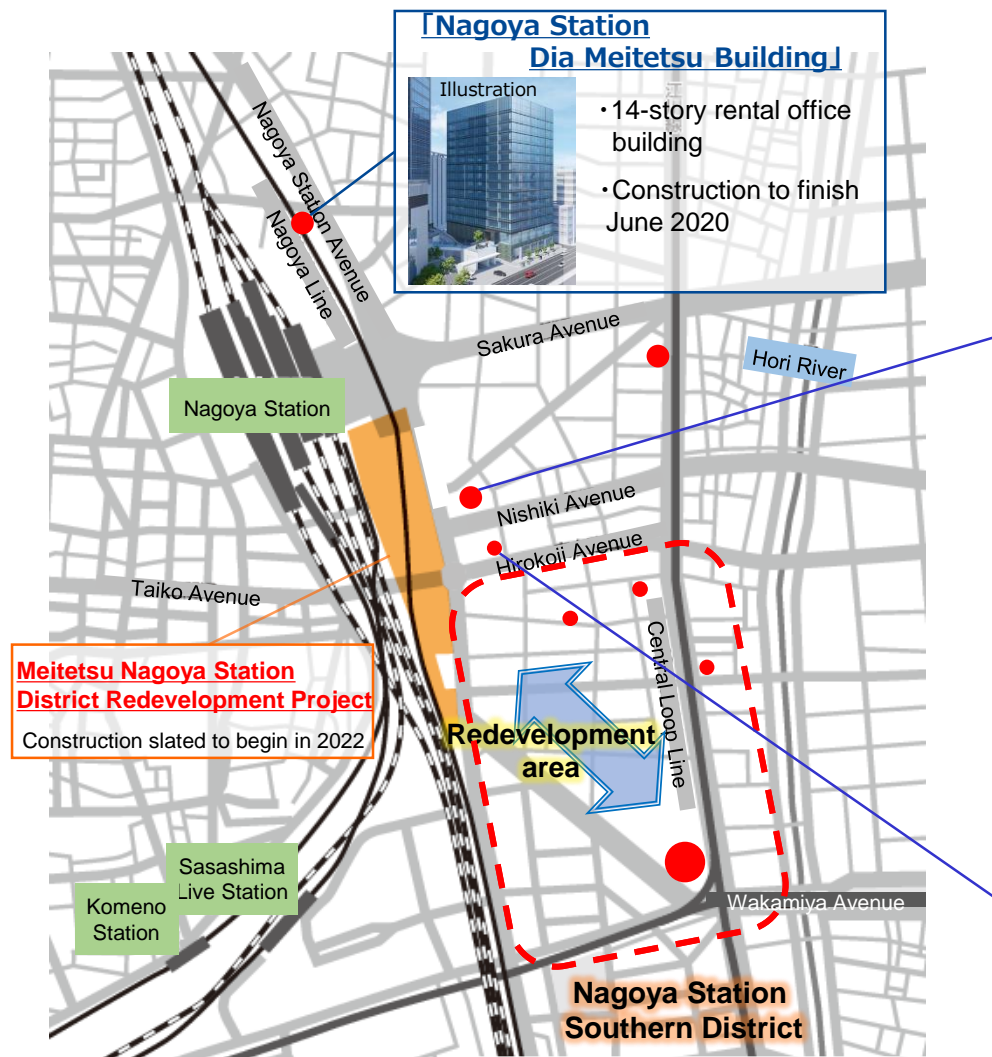 「Nagoya Station
Dia Meitetsu Building」
Illustration
・14-story rental office
building
・Construction to finish
June 2020
江
Nagoya Station Avenue
Nagoya Line
Sakura Avenue
Hori River
Nagoya Station
Nishiki Avenue
Hirokoji Avenue
Taiko Avenue
Central Loop Line
Meitetsu Nagoya Station
District Redevelopment Project
Construction slated to begin in 2022
Redevelopment
area
Sasashima
Live Station
Komeno
Station
Wakamiya Avenue
Nagoya Station
Southern District